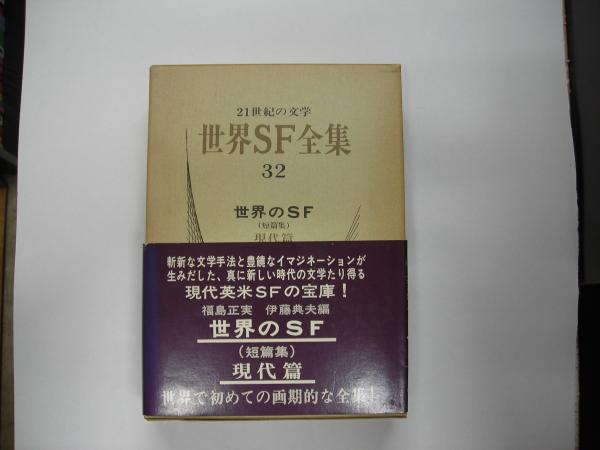 21世紀の文学
世界SF全集
32
世界のSF
(短篇集)
現代篇
斬新な文学手法と豊饒なイマジネーションが
生みだした、真に新しい時代の文学たり得る
現代英米SFの宝庫!
福島正実 伊藤典夫編
世界のSF
(短篇集)
現代篇
世界で初めての画期的な全集!